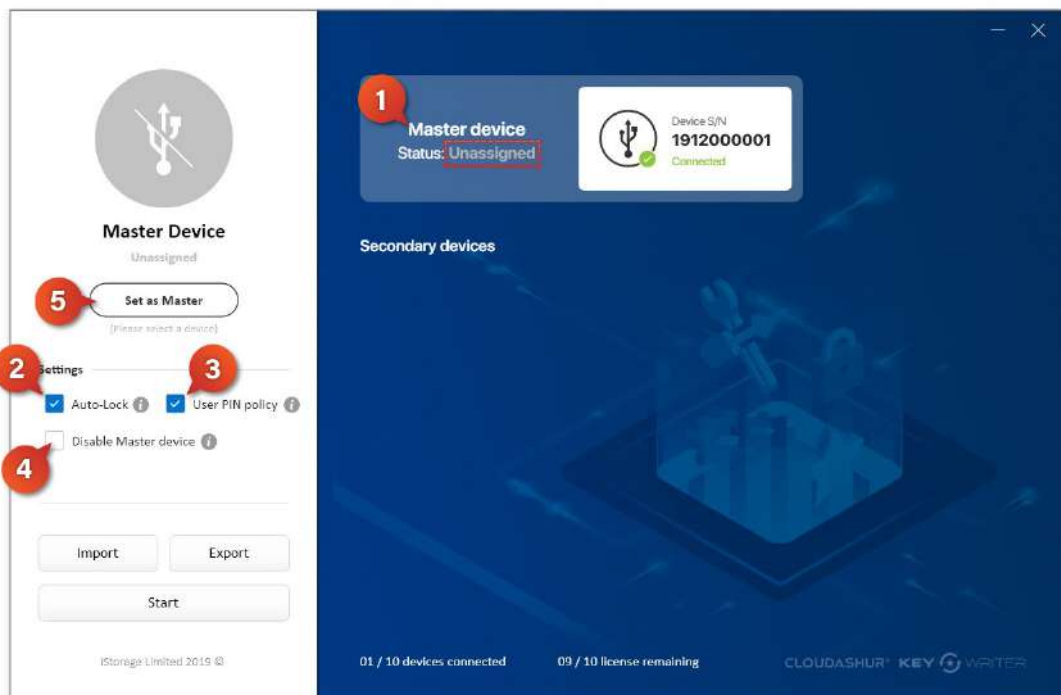 1
Master device
Status: Unassigned
Device S/N
1912000001
Connected
Master Device
Unassigned
5
Set as Master
(Please select a device)
Secondary devices
2
Settings
3
Auto-Lock
User PIN policy
4
Disable Master device
Import
Export
Start
iStorage Limited 2019 ©
01 / 10 devices connected
09 / 10 license remaining
CLOUDASHUR® KEY WRITER